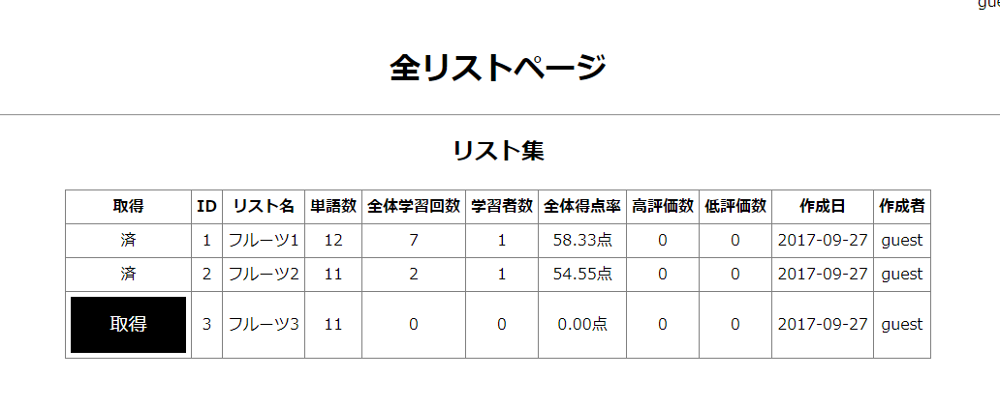 全リストページ
リスト集
取得 ID リスト名 単語数 全体学習回数 学習者数 全体得点率 高評価数 低評価数 作成日 作成者
済 1 フルーツ1 12 7 1 58.33点 0 0 2017-09-27 guest
済 2 フルーツ2 11 2 1 54.55点 0 0 2017-09-27 guest
取得 3 フルーツ3 11 0 0 0.00点 0 0 2017-09-27 guest